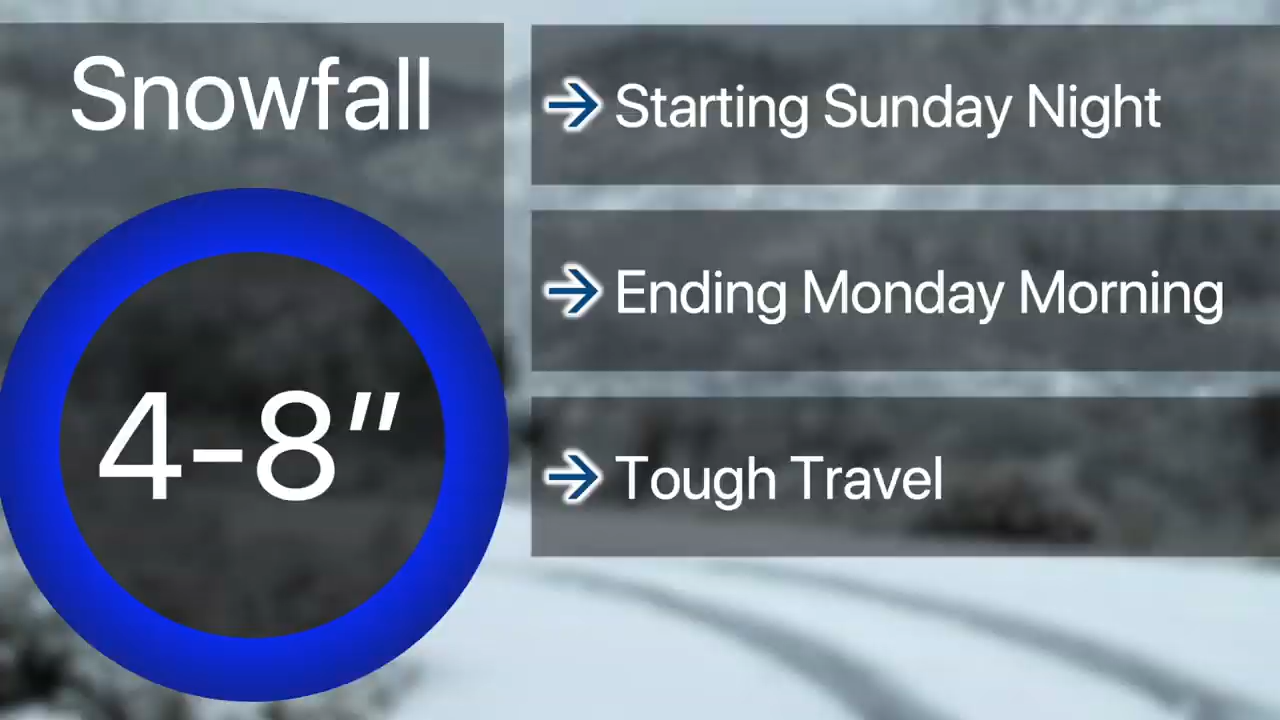 Snowfall
4-8"
Starting Sunday Night
Ending Monday Morning
Tough Travel